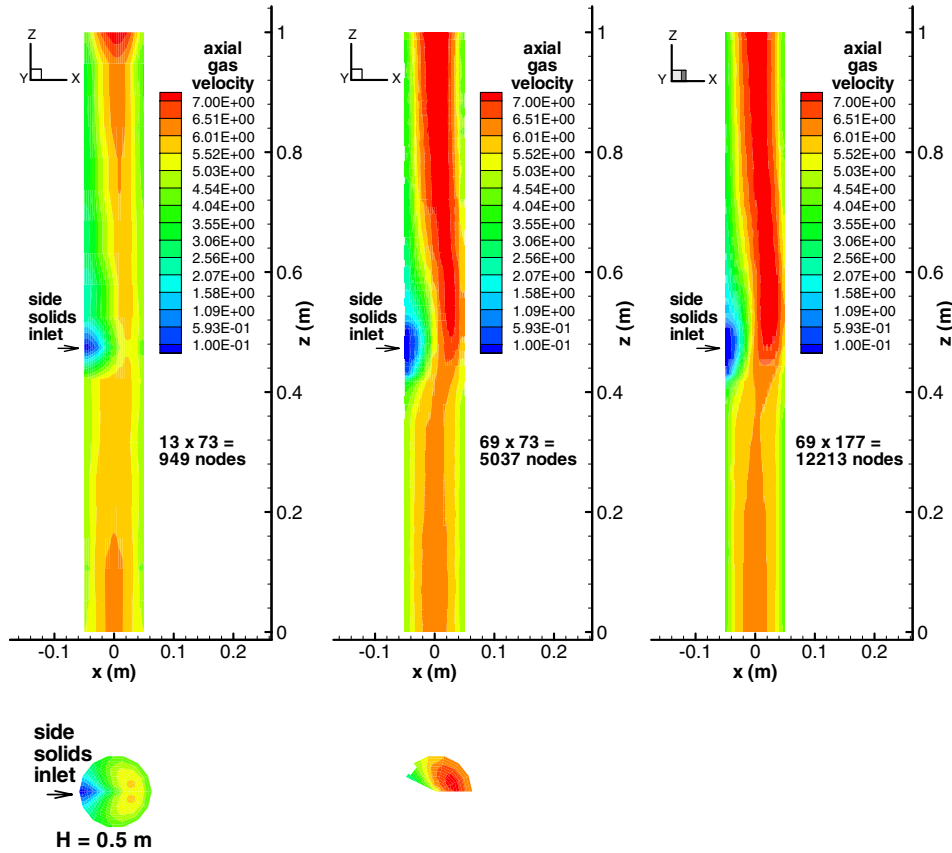 Z
Y
X
axial
gas
velocity
7.00E+00
6.51E+00
6.01E+00
5.52E+00
5.03E+00
4.54E+00
4.04E+00
3.55E+00
3.06E+00
2.56E+00
2.07E+00
1.58E+00
1.09E+00
5.93E-01
1.00E-01
side
solids
inlet
13 x 73 =
949 nodes
1
0.8
0.6
0.4
0.2
0
z (m)
-0.1 0 0.1 0.2
x (m)
Z
Y
X
axial
gas
velocity
7.00E+00
6.51E+00
6.01E+00
5.52E+00
5.03E+00
4.54E+00
4.04E+00
3.55E+00
3.06E+00
2.56E+00
2.07E+00
1.58E+00
1.09E+00
5.93E-01
1.00E-01
side
solids
inlet
69 x 73 =
5037 nodes
1
0.8
0.6
0.4
0.2
0
z (m)
-0.1 0 0.1 0.2
x (m)
Z
Y
X
axial
gas
velocity
7.00E+00
6.51E+00
6.01E+00
5.52E+00
5.03E+00
4.54E+00
4.04E+00
3.55E+00
3.06E+00
2.56E+00
2.07E+00
1.58E+00
1.09E+00
5.93E-01
1.00E-01
side
solids
inlet
69 x 177 =
12213 nodes
1
0.8
0.6
0.4
0.2
0
z (m)
-0.1 0 0.1 0.2
x (m)
side
solids
inlet
H = 0.5 m